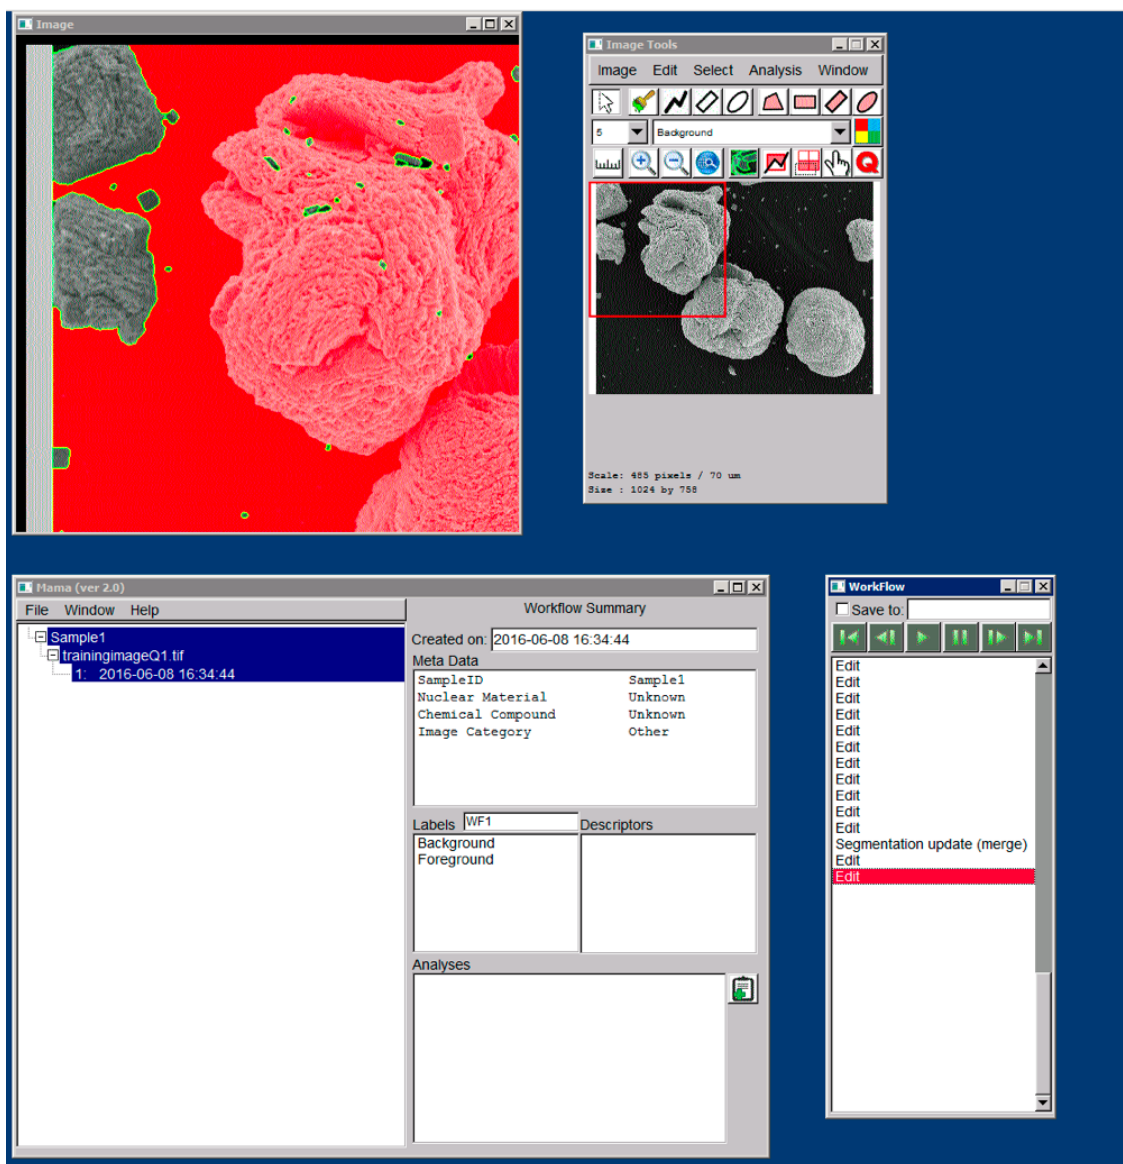 Image
Image Tools
Image Edit Select Analysis Window
5 Background
Scale: 485 pixels / 70 um
Size : 1024 by 758
Mama (ver 2.0)
File Window Help
Sample1
trainingimageQ1.tif
1: 2016-06-08 16:34:44
Workflow Summary
Created on: 2016-06-08 16:34:44
Meta Data
SampleID Sample1
Nuclear Material Unknown
Chemical Compound Unknown
Image Category Other
Labels WF1 Descriptors
Background
Foreground
Analyses
WorkFlow
Save to:
Edit
Edit
Edit
Edit
Edit
Edit
Edit
Edit
Edit
Edit
Edit
Segmentation update (merge)
Edit
Edit